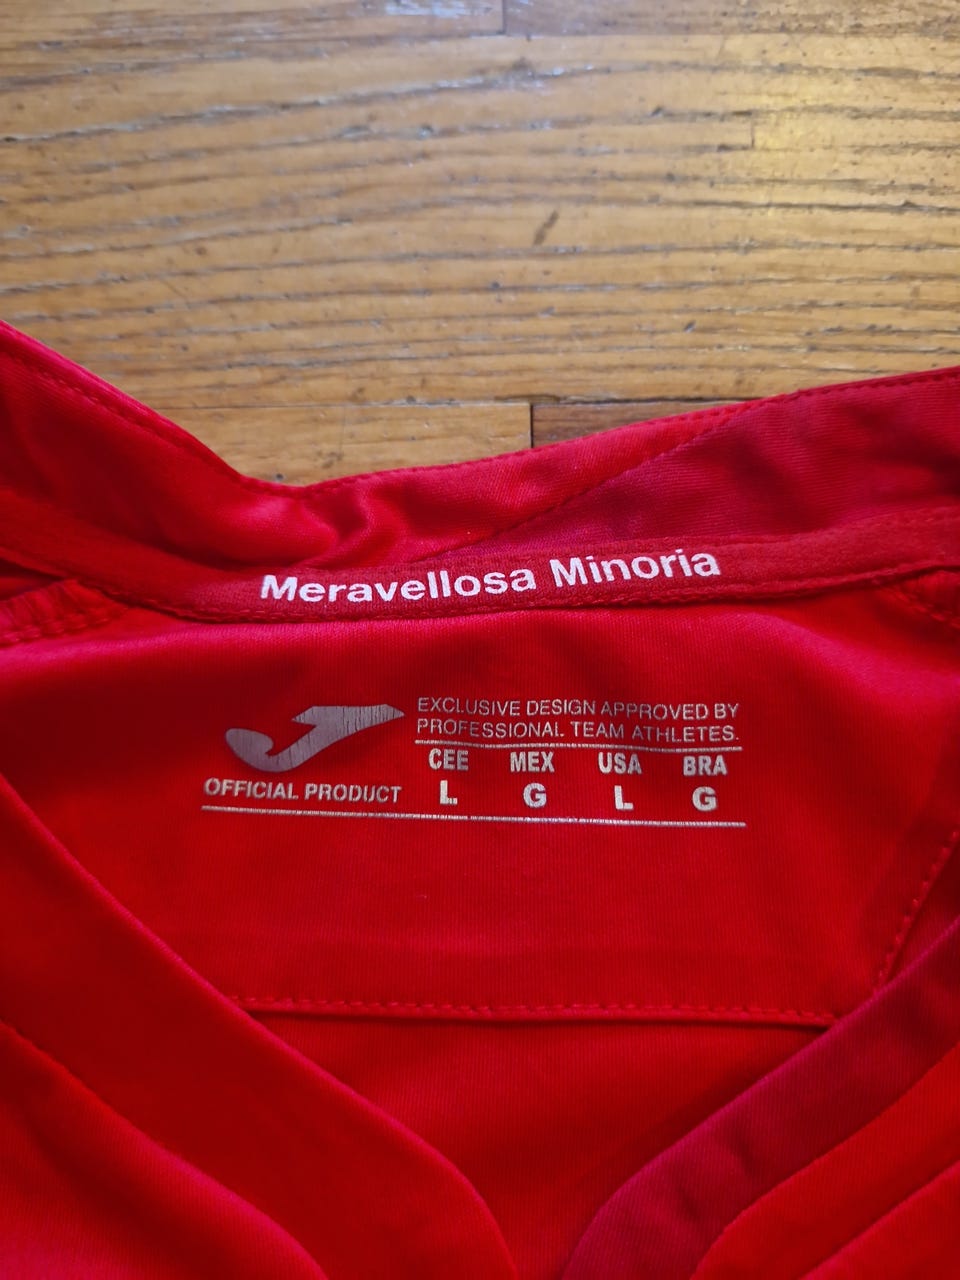 Meravellosa Minoria
EXCLUSIVE DESIGN APPROVED BY
PROFESSIONAL TEAM ATHLETES.
CEE MEX USA BRA
OFFICIAL PRODUCT L G L G